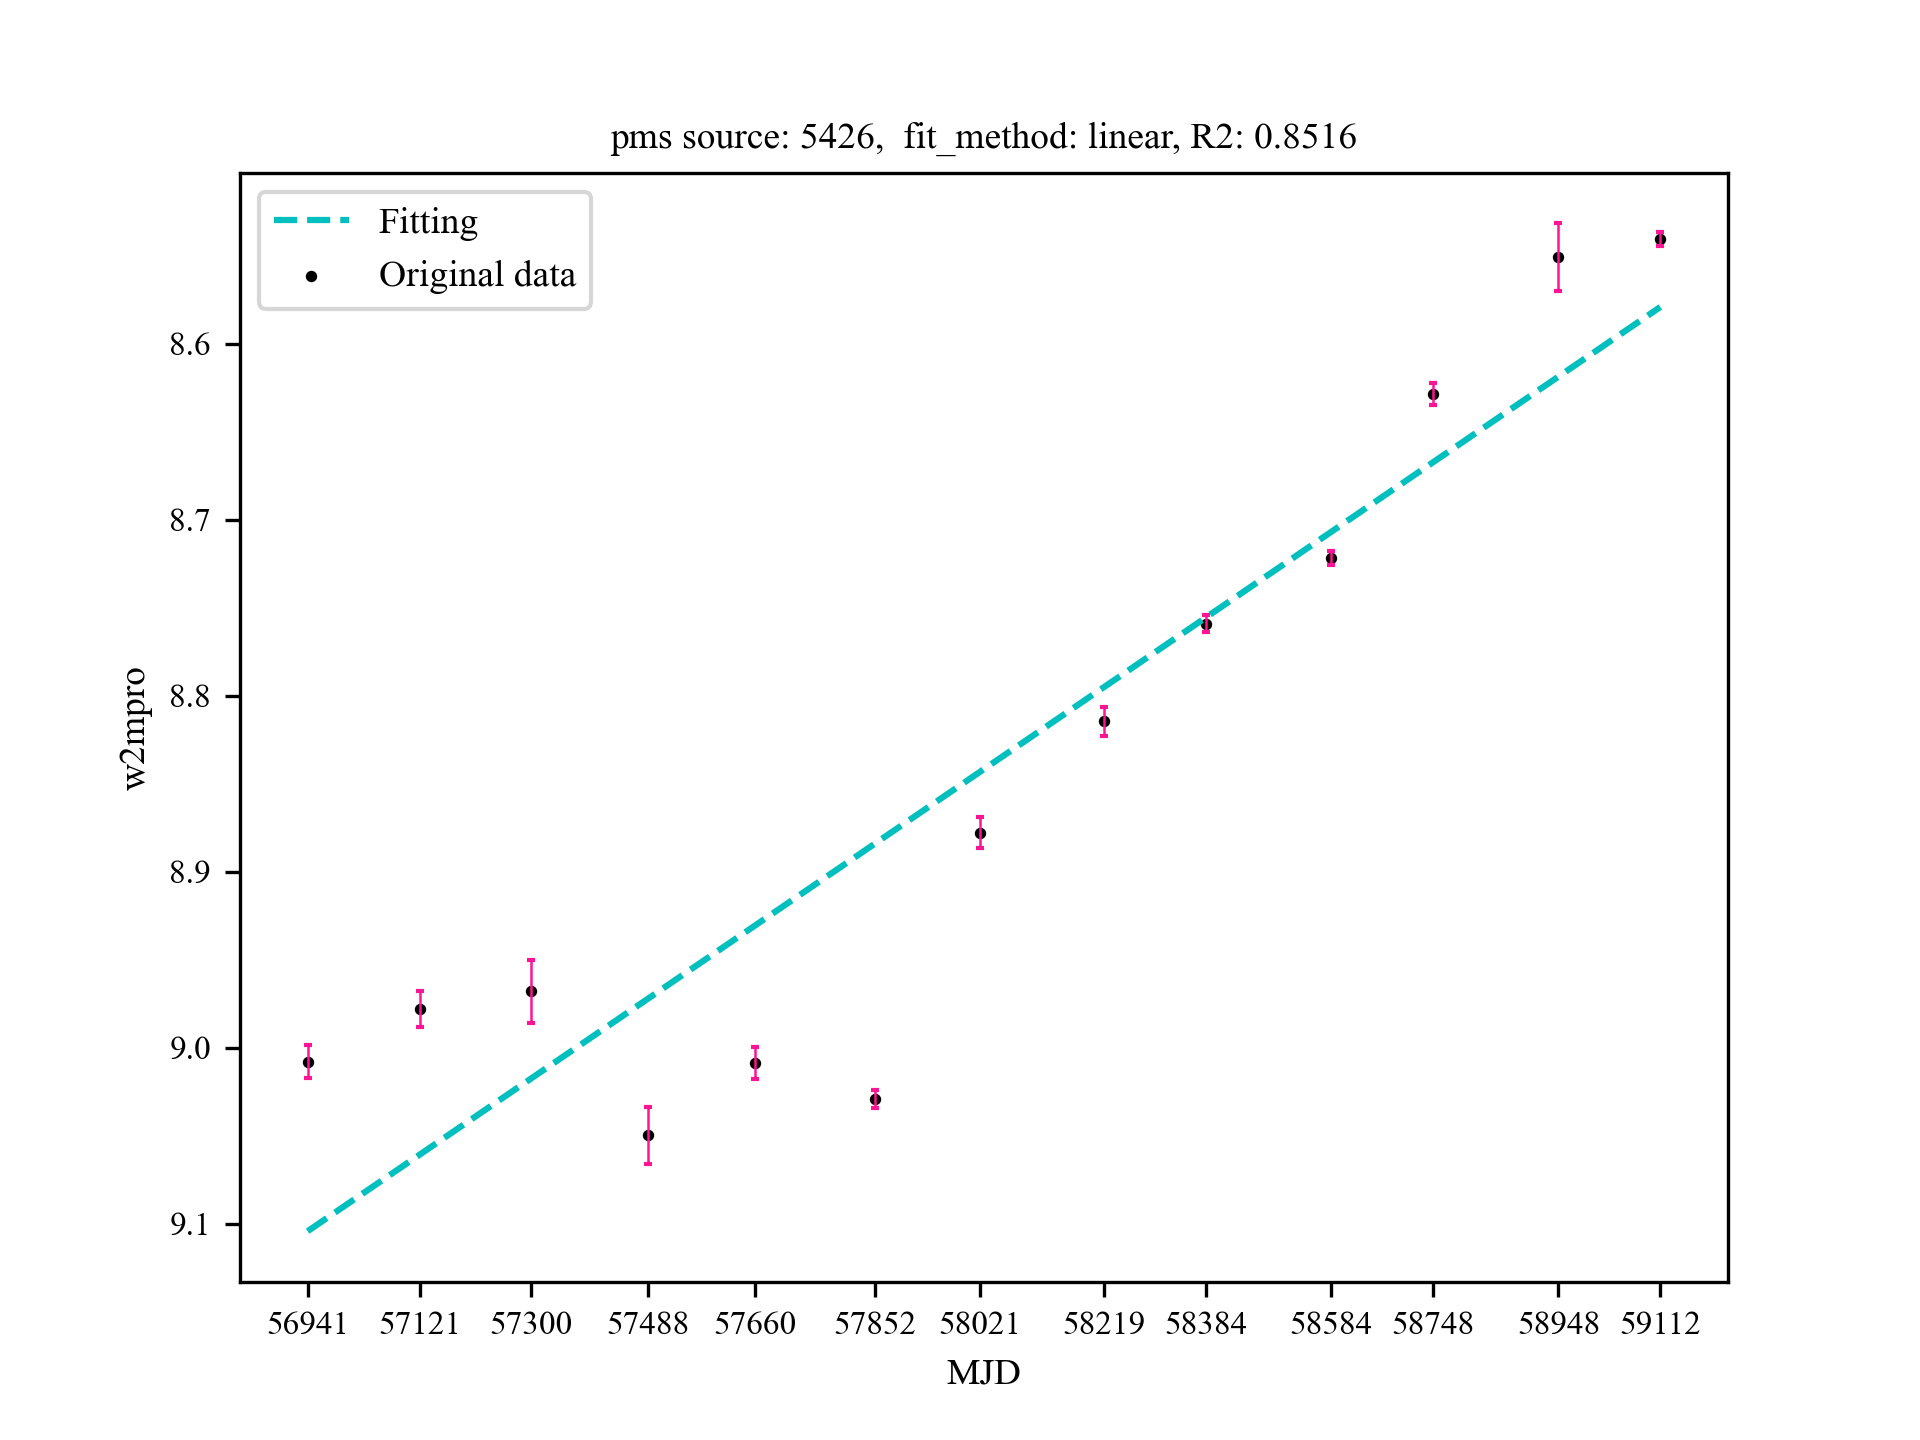 pms source: 5426,  fit_method: linear, R2: 0.8516
Fitting
Original data
8.6
8.7
8.8
8.9
9.0
9.1
w2mpro
56941 57121 57300 57488 57660 57852 58021 58219 58384 58584 58748 58948 59112
MJD